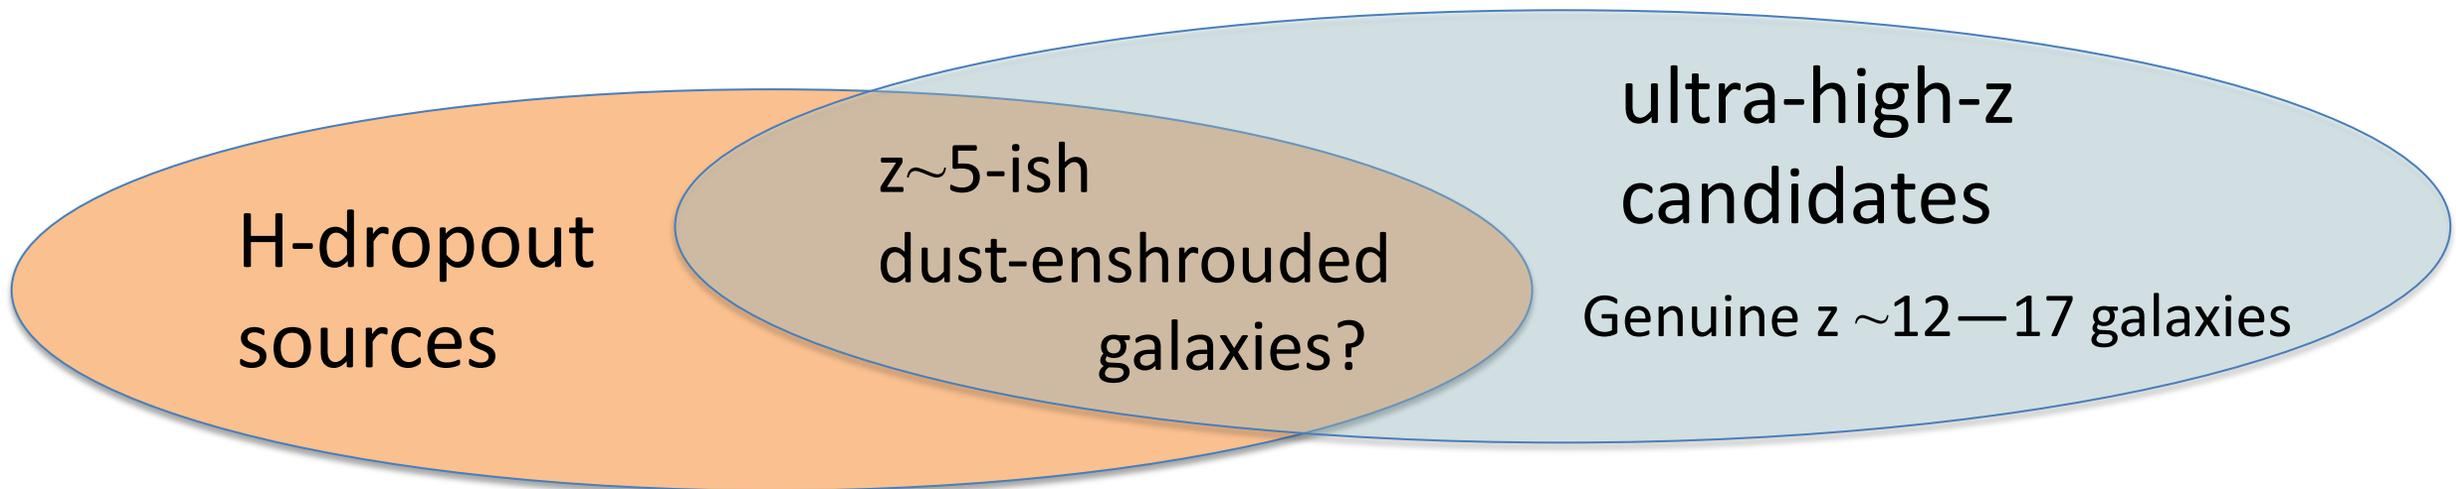 H-dropout
sources
z~5-ish
dust-enshrouded
galaxies?
ultra-high-z
candidates
Genuine z ~12—17 galaxies